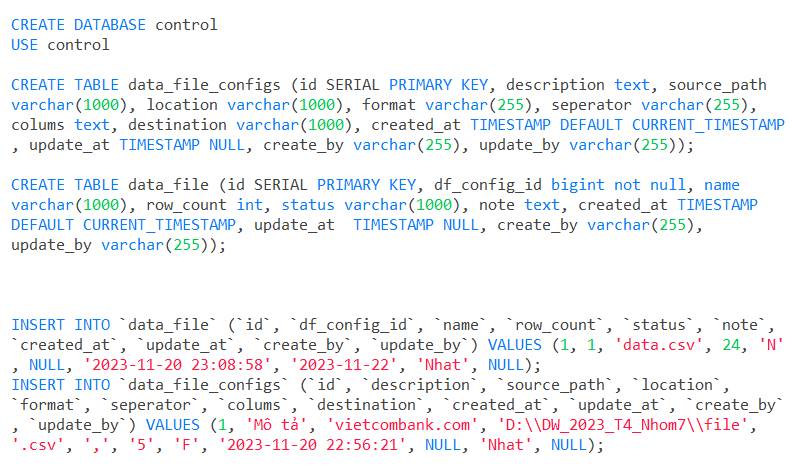 CREATE DATABASE control
USE control
CREATE TABLE data_file_configs (id SERIAL PRIMARY KEY, description text, source_path
varchar(1000), location varchar(1000), format varchar(255), seperator varchar(255),
colums text, destination varchar(1000), created_at TIMESTAMP DEFAULT CURRENT_TIMESTAMP
, update_at TIMESTAMP NULL, create_by varchar(255), update_by varchar(255));
CREATE TABLE data_file (id SERIAL PRIMARY KEY, df_config_id bigint not null, name
varchar(1000), row_count int, status varchar(1000), note text, created_at TIMESTAMP
DEFAULT CURRENT_TIMESTAMP, update_at  TIMESTAMP NULL, create_by varchar(255),
update_by varchar(255));
INSERT INTO `data_file` (`id`, `df_config_id`, `name`, `row_count`, `status`, `note`,
`created_at`, `update_at`, `create_by`, `update_by`) VALUES (1, 1, 'data.csv', 24, 'N'
, NULL, '2023-11-20 23:08:58', '2023-11-22', 'Nhat', NULL);
INSERT INTO `data_file_configs` (`id`, `description`, `source_path`, `location`,
`format`, `seperator`, `colums`, `destination`, `created_at`, `update_at`, `create_by`
, `update_by`) VALUES (1, 'Mô tả', 'vietcombank.com', 'D:\\DW_2023_T4_Nhom7\\file',
'.csv', ',', '5', 'F', '2023-11-20 22:56:21', NULL, 'Nhat', NULL);